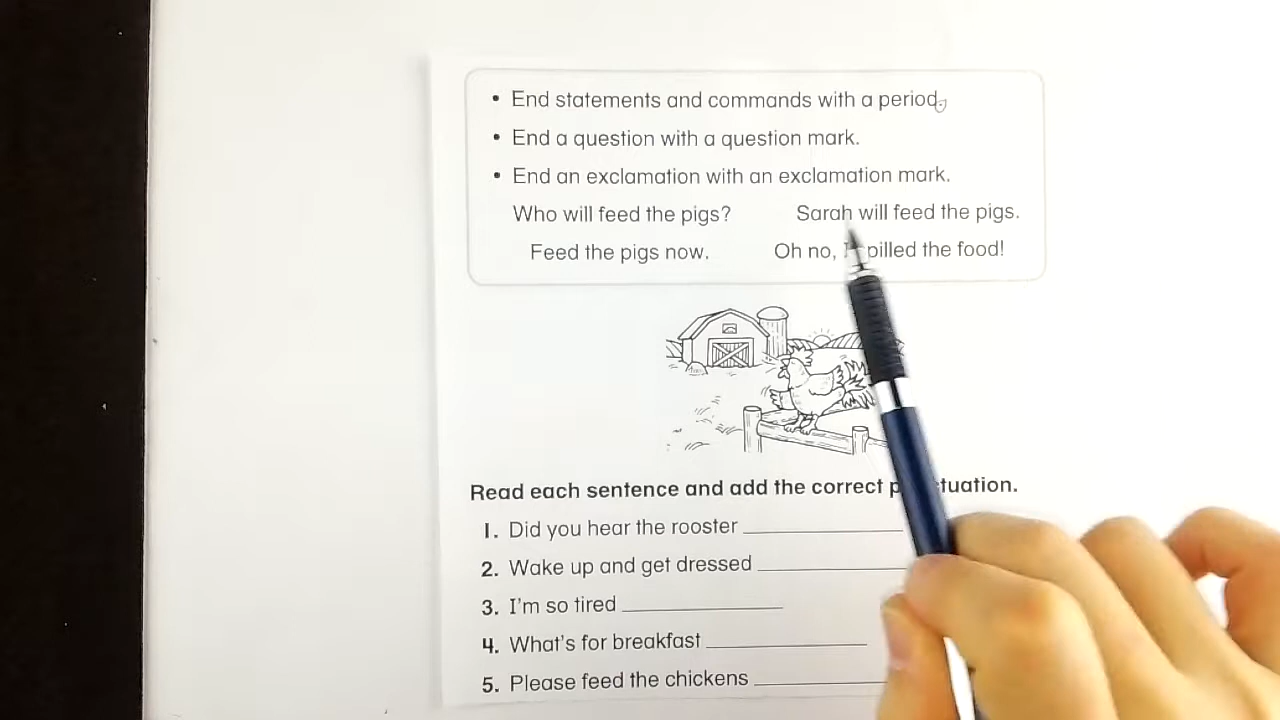 • End statements and commands with a period.
• End a question with a question mark.
• End an exclamation with an exclamation mark.
Who will feed the pigs? Sarah will feed the pigs.
Feed the pigs now. Oh no, the food!
Read each sentence and add the correct
1. Did you hear the rooster
2. Wake up and get dressed
3. I'm so tired
4. What's for breakfast
5. Please feed the chickens